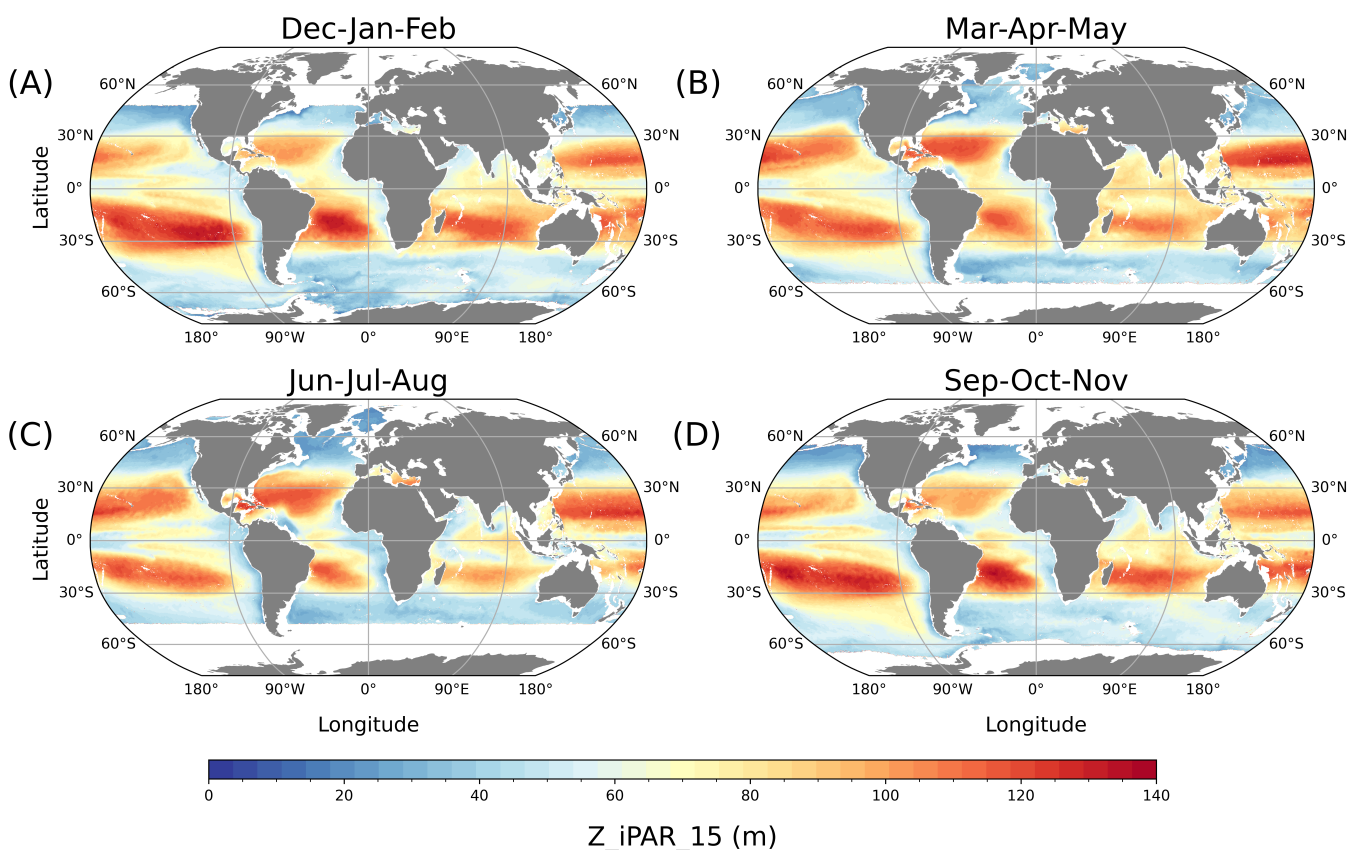 Dec-Jan-Feb
Mar-Apr-May
(A)
(B)
60°N
60°N
60°N
60°N
30°N
30°N
30°N
30°N
0°
0°
0°
0°
30°S
30°S
30°S
30°S
60°S
60°S
60°S
60°S
Latitude
180°
90°W
0°
90°E
180°
180°
90°W
0°
90°E
180°
Jun-Jul-Aug
Sep-Oct-Nov
(C)
(D)
60°N
60°N
60°N
60°N
30°N
30°N
30°N
30°N
0°
0°
0°
0°
30°S
30°S
30°S
30°S
60°S
60°S
60°S
60°S
Latitude
180°
90°W
0°
90°E
180°
180°
90°W
0°
90°E
180°
Longitude
Longitude
0
20
40
60
80
100
120
140
Z_iPAR_15 (m)